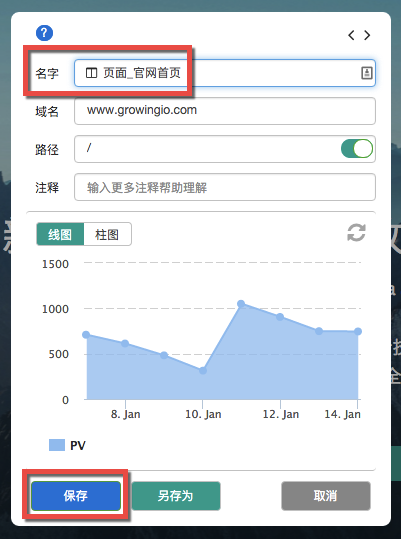 ?
名字 页面_官网首页
域名 www.growingio.com
路径 /
注释 输入更多注释帮助理解
线图 柱图
1500
1000
500
0
8. Jan 10. Jan 12. Jan 14. Jan
PV
保存 另存为 取消